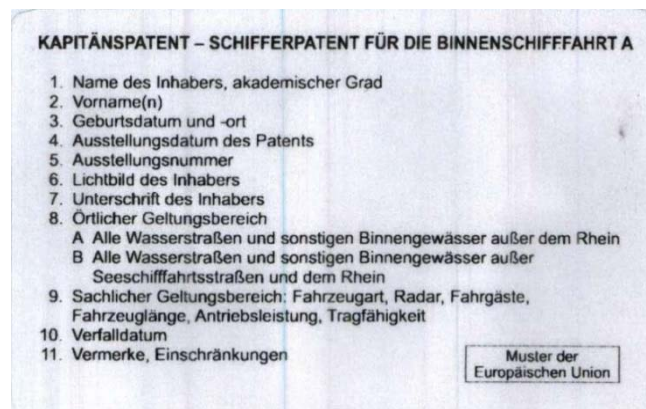 KAPITÄNSPATENT – SCHIFFERPATENT FÜR DIE BINNENSCHIFFFAHRT A
1. Name des Inhabers, akademischer Grad
2. Vorname(n)
3. Geburtsdatum und -ort
4. Ausstellungsdatum des Patents
5. Ausstellungsnummer
6. Lichtbild des Inhabers
7. Unterschrift des Inhabers
8. Örtlicher Geltungsbereich
A Alle Wasserstraßen und sonstigen Binnengewässer außer dem Rhein
B Alle Wasserstraßen und sonstigen Binnengewässer außer
Seeschifffahrtsstraßen und dem Rhein
9. Sachlicher Geltungsbereich: Fahrzeugart, Radar, Fahrgäste,
Fahrzeuglänge, Antriebsleistung, Tragfähigkeit
10. Verfalldatum
11. Vermerke, Einschränkungen
Muster der
Europäischen Union